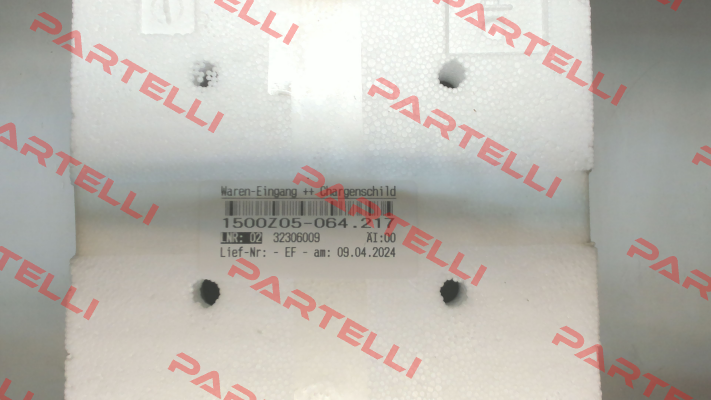 Waren-Eingang ++ Chargenschild
1500Z05-064.217
LNR: 02 32306009 AI:00
Lief-Nr: - EF - am: 09.04.2024
PARTELLI
PARTELLI
PARTELLI
PARTELLI
PARTELLI
PARTELLI
PARTELLI